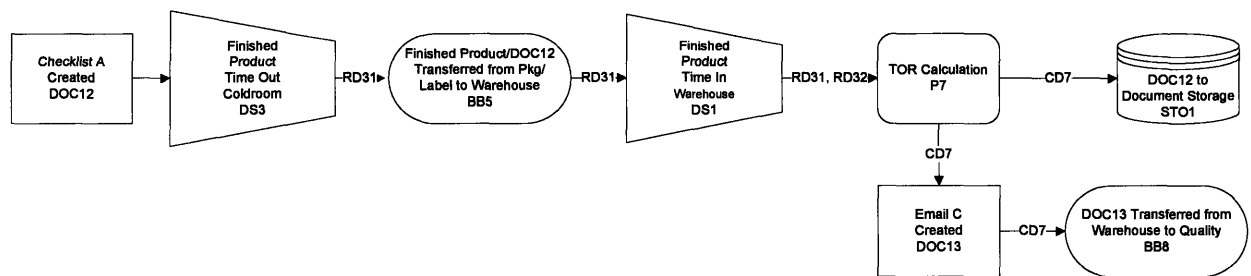 Checklist A
Created
DOC12
Finished
Product
Time Out
Coldroom
DS3
RD31
Finished Product/DOC12
Transferred from Pkg/
Label to Warehouse
BB5
RD31
Finished
Product
Time In
Warehouse
DS1
RD31, RD32
TOR Calculation
P7
CD7
DOC12 to
Document Storage
STO1
CD7
Email C
Created
DOC13
CD7
DOC13 Transferred from
Warehouse to Quality
BB8